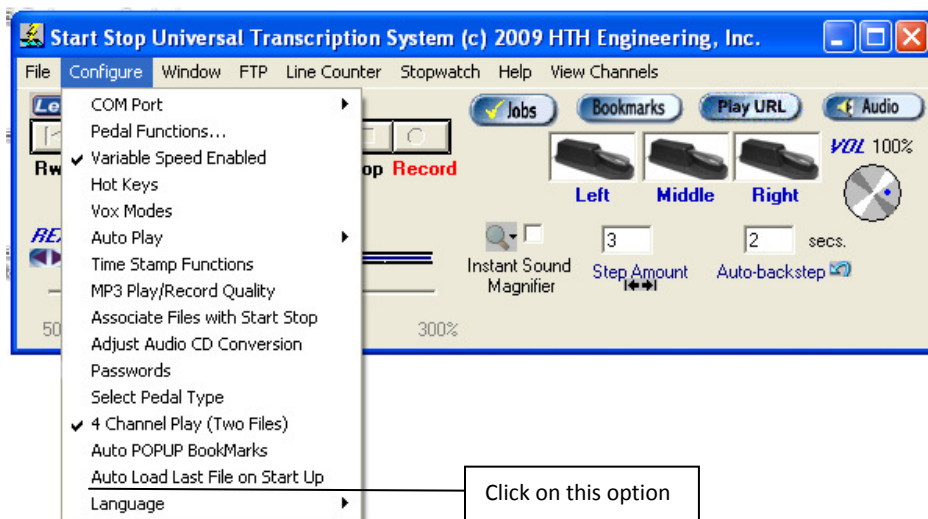 Start Stop Universal Transcription System (c) 2009 HTH Engineering, Inc.
File Configure Window FTP Line Counter Stopwatch Help View Channels
COM Port
Pedal Functions...
Variable Speed Enabled
Hot Keys
Vox Modes
Auto Play
Time Stamp Functions
MP3 Play/Record Quality
Associate Files with Start Stop
Adjust Audio CD Conversion
Passwords
Select Pedal Type
4 Channel Play (Two Files)
Auto POPUP BookMarks
Auto Load Last File on Start Up
Language
Jobs Bookmarks Play URL Audio
Record
VOL 100%
Left Middle Right
3 2 secs.
Instant Sound
Magnifier
Step Amount Auto-backstep
300%
Click on this option